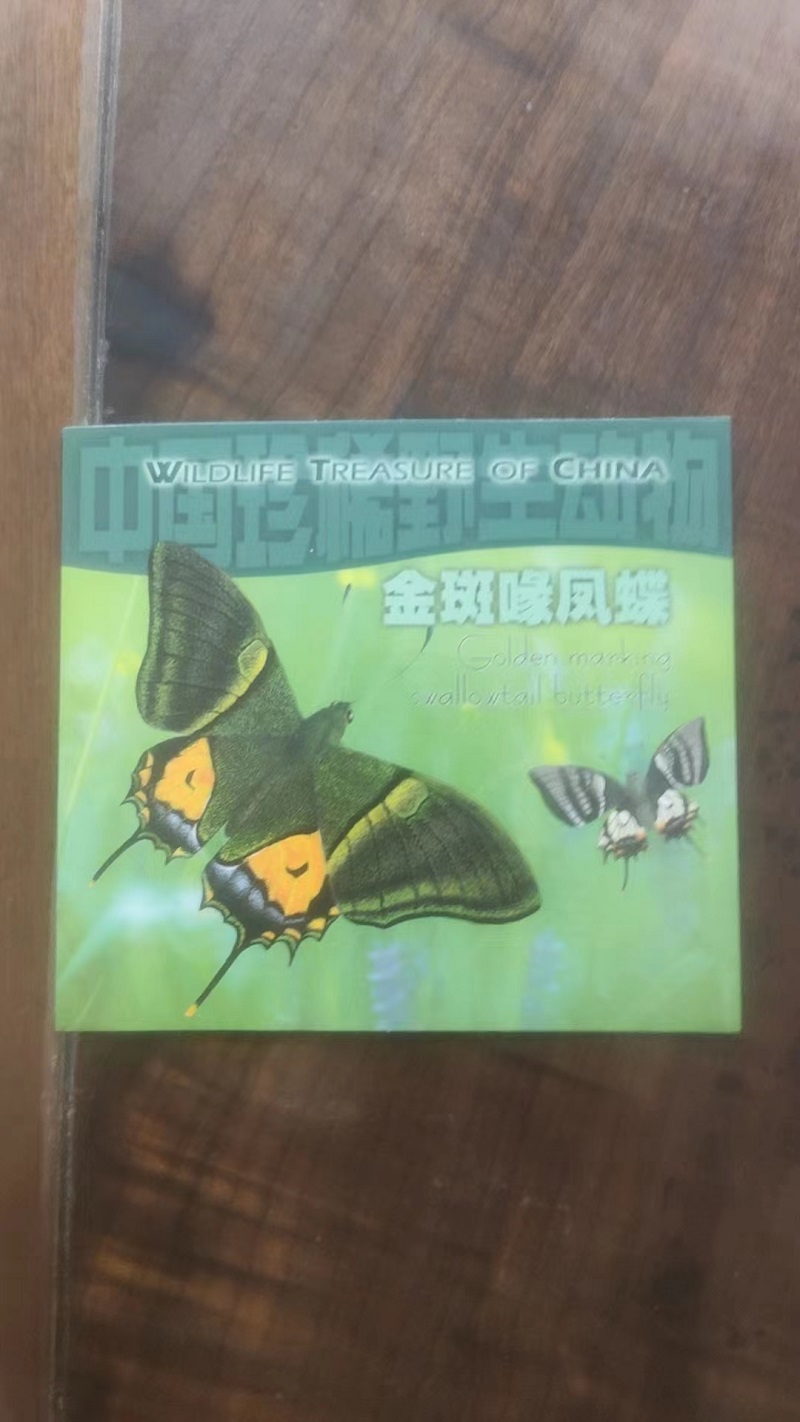 中国珍稀野生动物
WILDLIFE TREASURE OF CHINA
金斑喙凤蝶
Golden marking
swallowtail butterfly